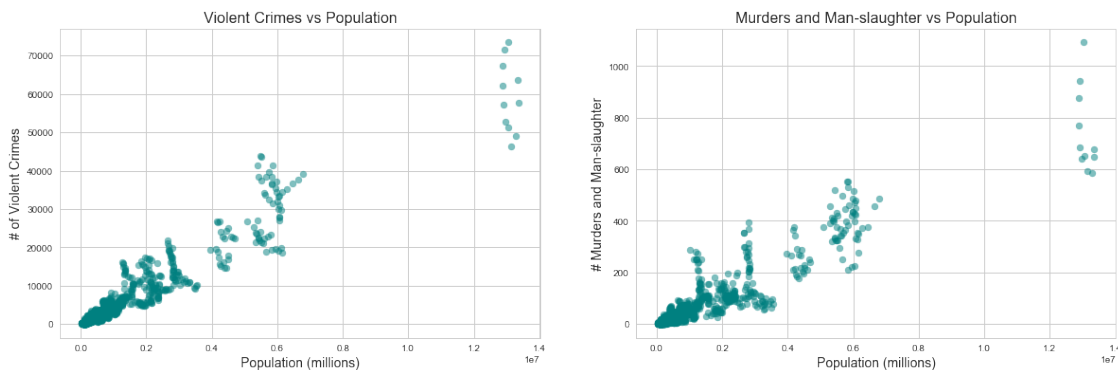 Violent Crimes vs Population
# of Violent Crimes
70000
60000
50000
40000
30000
20000
10000
0
0.0 0.2 0.4 0.6 0.8 1.0 1.2 1.4
1e7
Population (millions)
Murders and Man-slaughter vs Population
# Murders and Man-slaughter
1000
800
600
400
200
0
0.0 0.2 0.4 0.6 0.8 1.0 1.2 1.4
1e7
Population (millions)